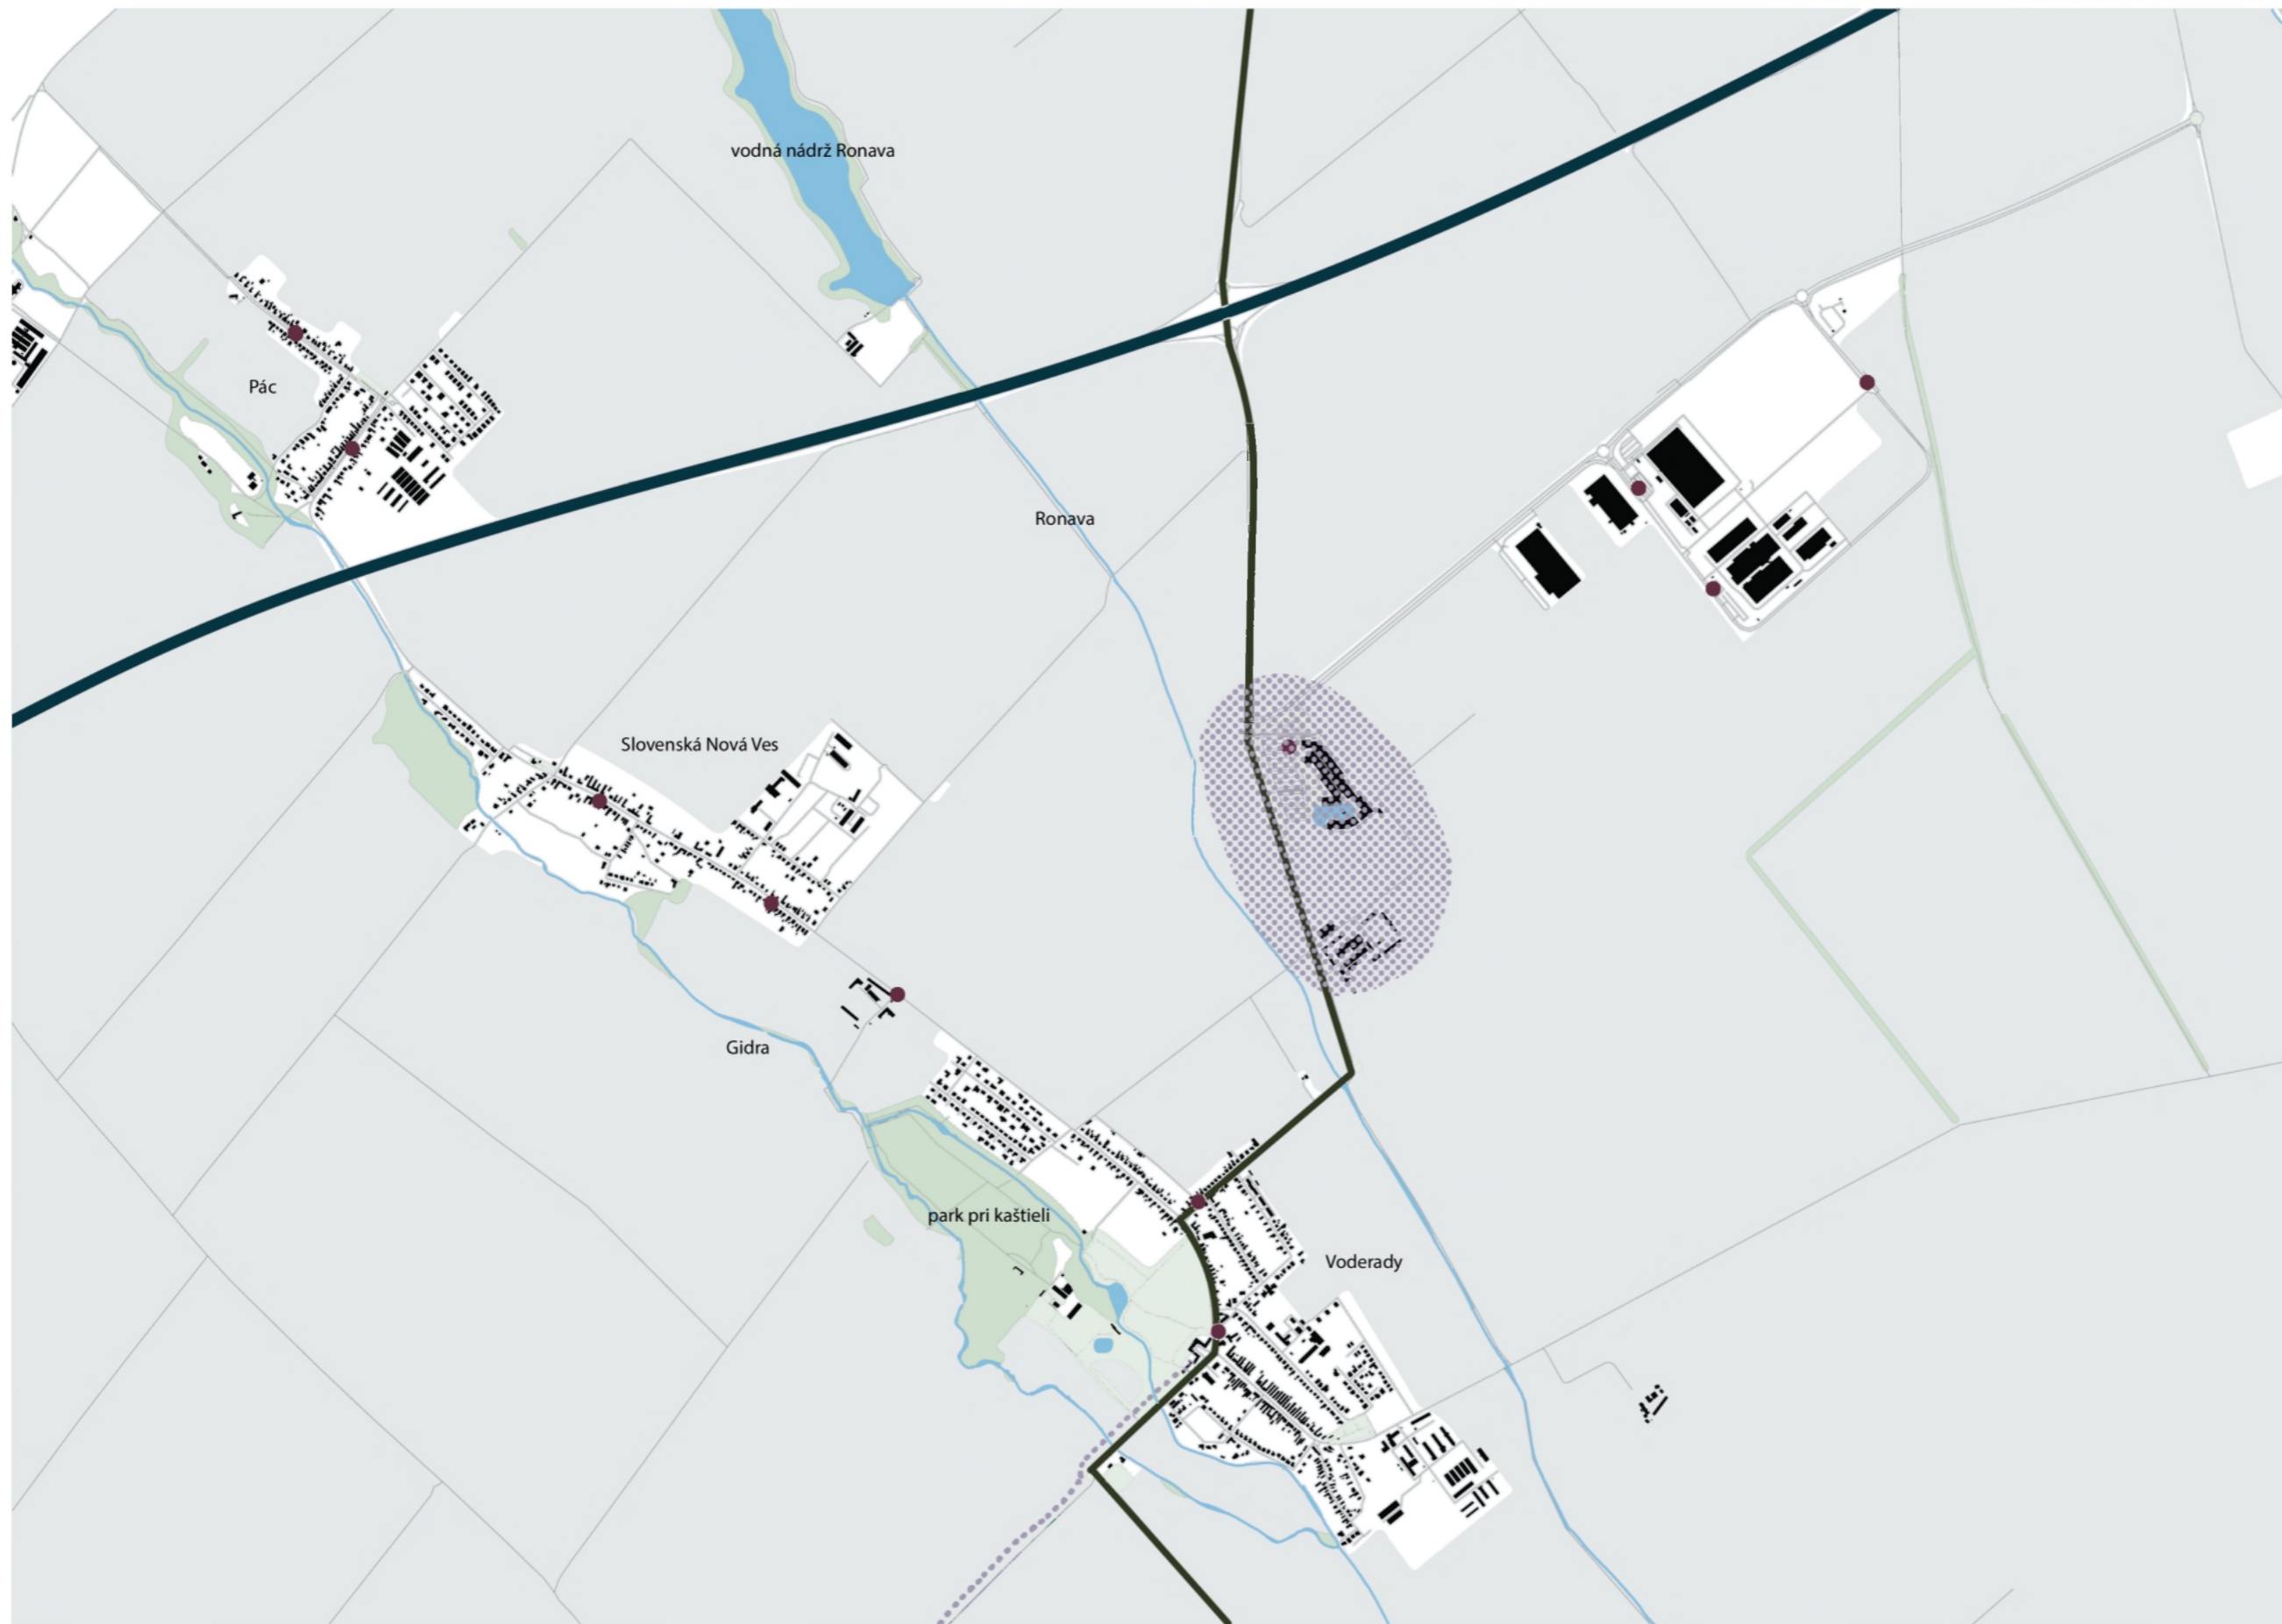 vodná nádrž Ronava
Pác
Ronava
Slovenská Nová Ves
Gidra
park pri kaštieli
Voderady